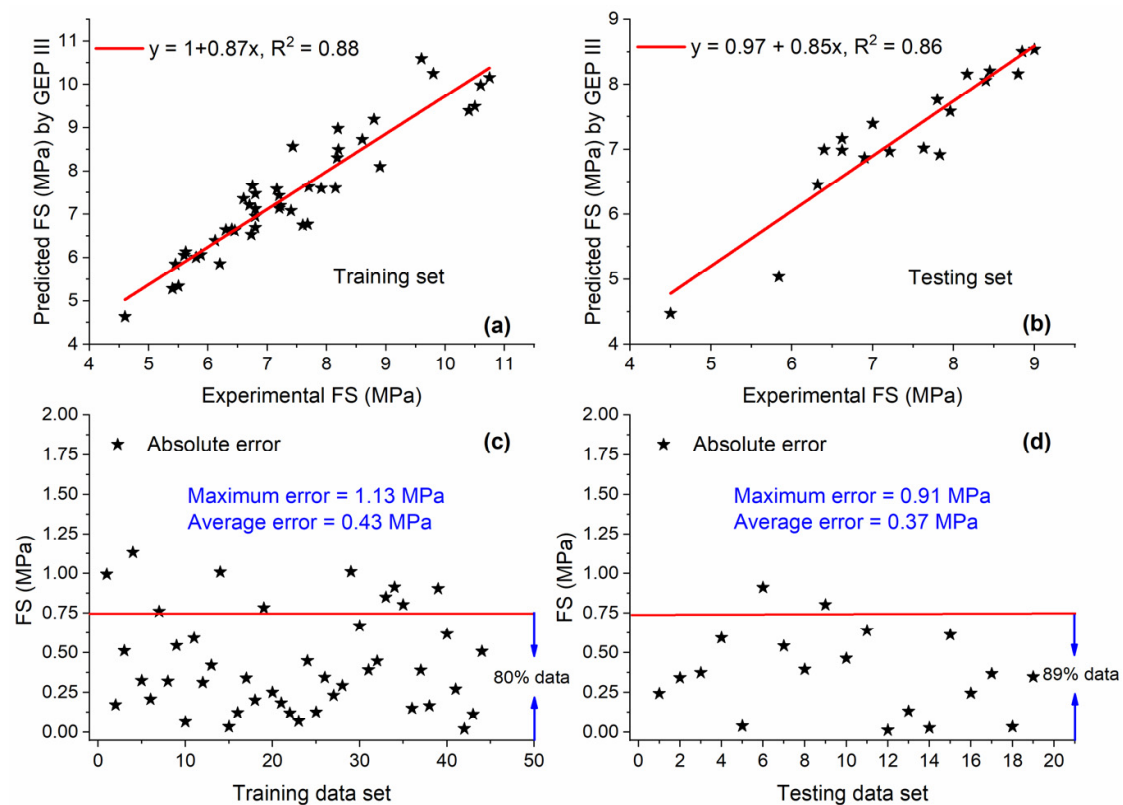 y = 1+0.87x, R² = 0.88
Predicted FS (MPa) by GEP III
11
10
9
8
7
6
5
4
Training set
(a)
4 5 6 7 8 9 10 11
Experimental FS (MPa)
y = 0.97 + 0.85x, R² = 0.86
Predicted FS (MPa) by GEP III
9
8
7
6
5
4
Testing set
(b)
4 5 6 7 8 9
Experimental FS (MPa)
2.00
1.75
1.50
1.25
1.00
0.75
0.50
0.25
0.00
FS (MPa)
Absolute error
(c)
Maximum error = 1.13 MPa
Average error = 0.43 MPa
80% data
0 10 20 30 40 50
Training data set
2.00
1.75
1.50
1.25
1.00
0.75
0.50
0.25
0.00
FS (MPa)
Absolute error
(d)
Maximum error = 0.91 MPa
Average error = 0.37 MPa
89% data
0 2 4 6 8 10 12 14 16 18 20
Testing data set